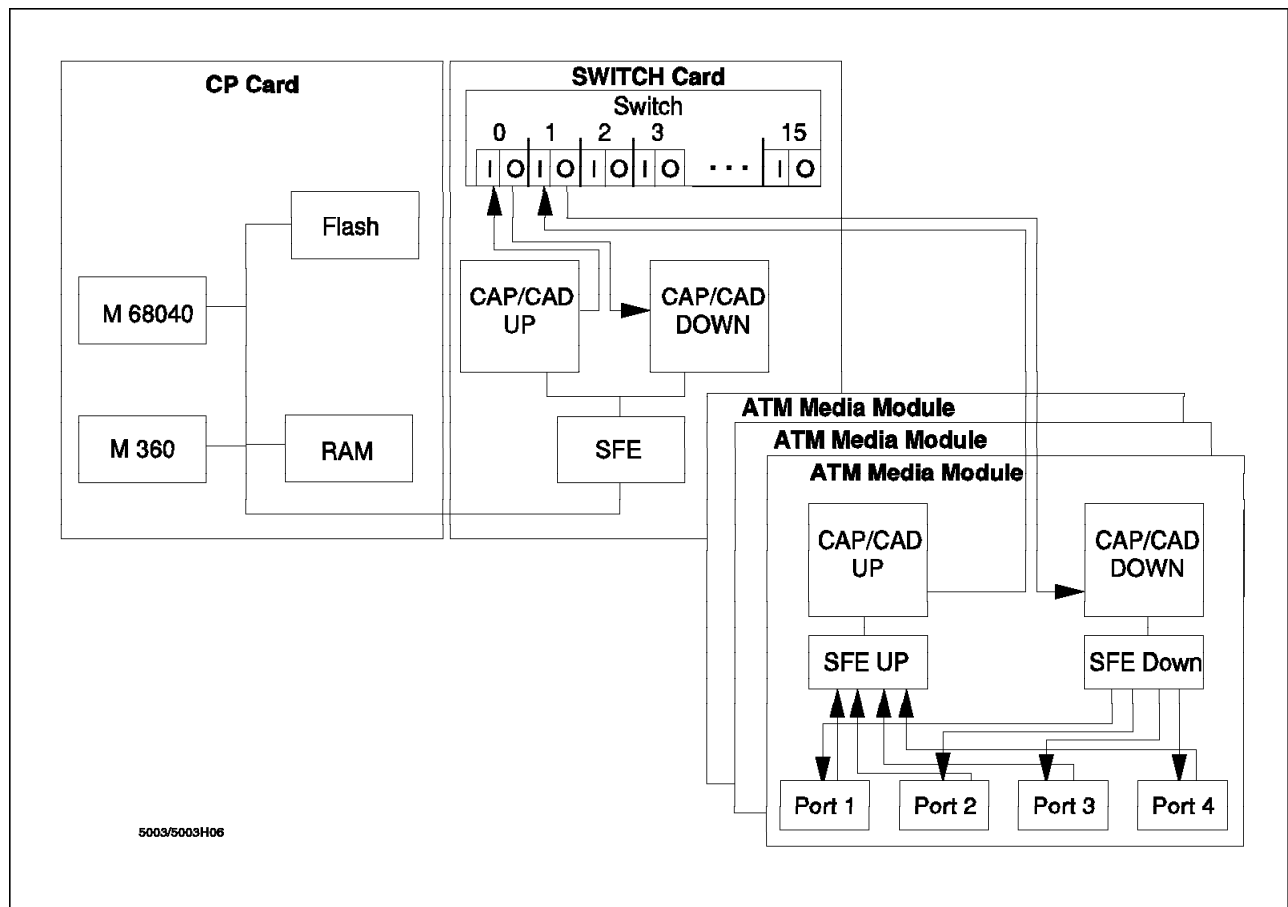 CP Card
Flash
M 68040
M 360
RAM
SWITCH Card
Switch
0 1 2 3 15
I O I O I O I O ... I O
CAP/CAD
UP
CAP/CAD
DOWN
SFE
ATM Media Module
ATM Media Module
ATM Media Module
CAP/CAD
UP
CAP/CAD
DOWN
SFE UP
SFE Down
Port 1
Port 2
Port 3
Port 4
5003/5003H06